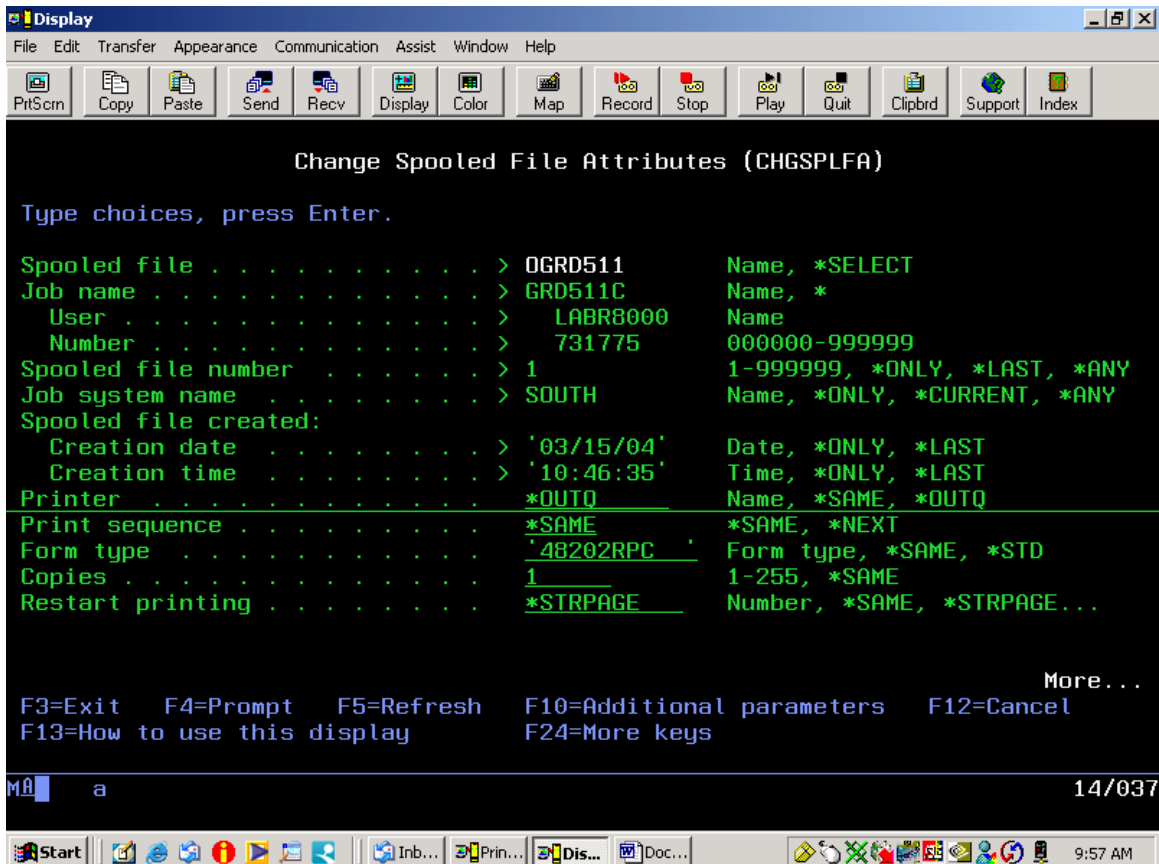 Display
File Edit Transfer Appearance Communication Assist Window Help
PrtScrn Copy Paste Send Recv Display Color Map Record Stop Play Quit Clipbrd Support Index
Change Spooled File Attributes (CHGSPLFA)
Type choices, press Enter.
Spooled file . . . . . . . . . . . > OGRD511 Name, *SELECT
Job name . . . . . . . . . . . . . > GRD511C Name, *
User . . . . . . . . . . . . . . > LABR8000 Name
Number . . . . . . . . . . . . . > 731775 000000-999999
Spooled file number . . . . . . > 1 1-999999, *ONLY, *LAST, *ANY
Job system name . . . . . . . . > SOUTH Name, *ONLY, *CURRENT, *ANY
Spooled file created:
Creation date . . . . . . . . > '03/15/04' Date, *ONLY, *LAST
Creation time . . . . . . . . > '10:46:35' Time, *ONLY, *LAST
Printer . . . . . . . . . . . . *OUTQ Name, *SAME, *OUTQ
Print sequence . . . . . . . . . *SAME *SAME, *NEXT
Form type . . . . . . . . . . . '48202RPC ' Form type, *SAME, *STD
Copies . . . . . . . . . . . . . 1 1-255, *SAME
Restart printing . . . . . . . . *STRPAGE Number, *SAME, *STRPAGE...
More...
F3=Exit F4=Prompt F5=Refresh F10=Additional parameters F12=Cancel
F13=How to use this display F24=More keys
MA a 14/037
Start Inb... Prin... Dis... Doc... 9:57 AM